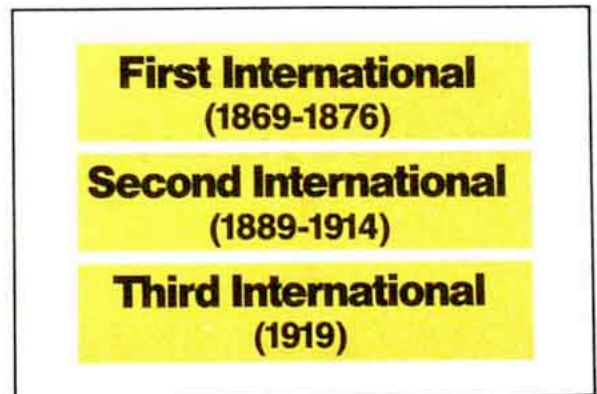 First International
(1869-1876)
Second International
(1889-1914)
Third International
(1919)